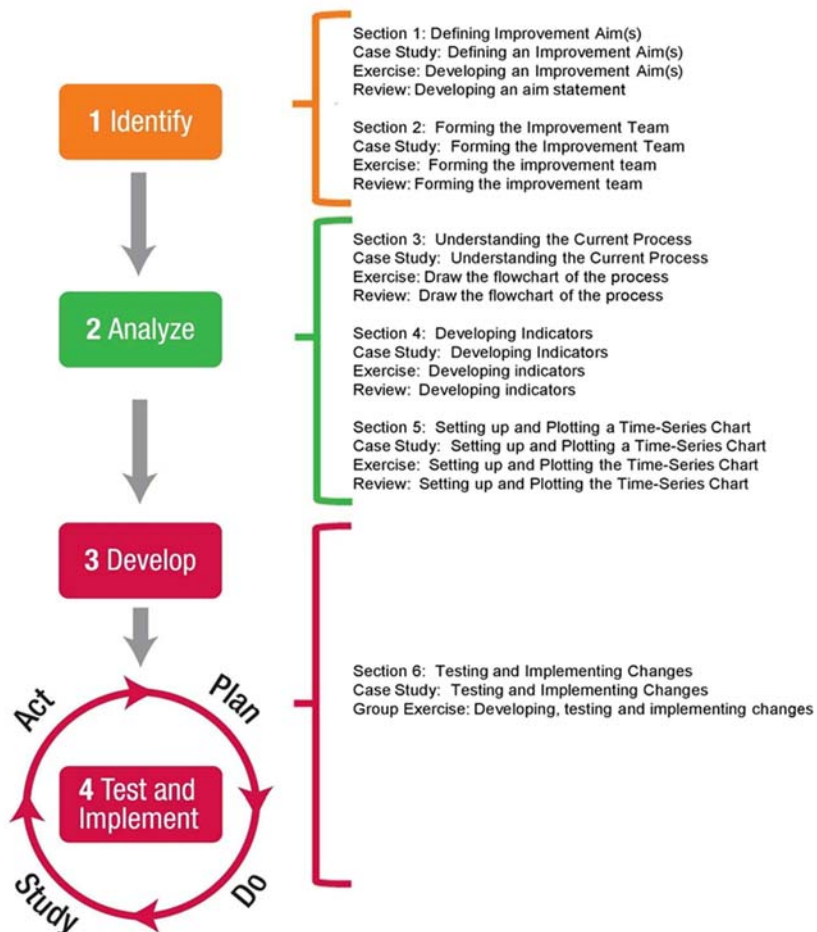 1 Identify
Section 1: Defining Improvement Aim(s)
Case Study: Defining an Improvement Aim(s)
Exercise: Developing an Improvement Aim(s)
Review: Developing an aim statement
Section 2: Forming the Improvement Team
Case Study: Forming the Improvement Team
Exercise: Forming the improvement team
Review: Forming the improvement team
2 Analyze
Section 3: Understanding the Current Process
Case Study: Understanding the Current Process
Exercise: Draw the flowchart of the process
Review: Draw the flowchart of the process
Section 4: Developing Indicators
Case Study: Developing Indicators
Exercise: Developing indicators
Review: Developing indicators
Section 5: Setting up and Plotting a Time-Series Chart
Case Study: Setting up and Plotting a Time-Series Chart
Exercise: Setting up and Plotting the Time-Series Chart
Review: Setting up and Plotting the Time-Series Chart
3 Develop
Act
Plan
4 Test and
Implement
Study
Do
Section 6: Testing and Implementing Changes
Case Study: Testing and Implementing Changes
Group Exercise: Developing, testing and implementing changes